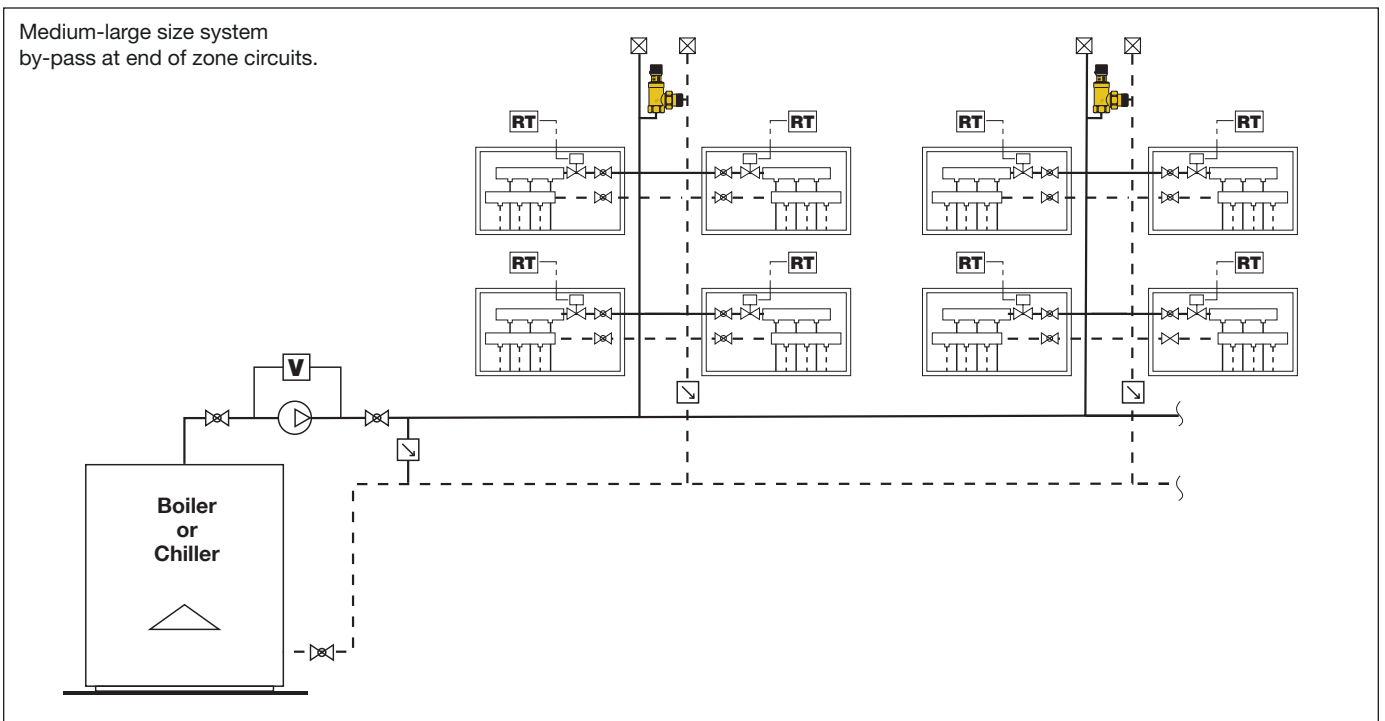 Medium-large size system
by-pass at end of zone circuits.
RT
RT
RT
RT
RT
RT
RT
RT
V
Boiler
or
Chiller